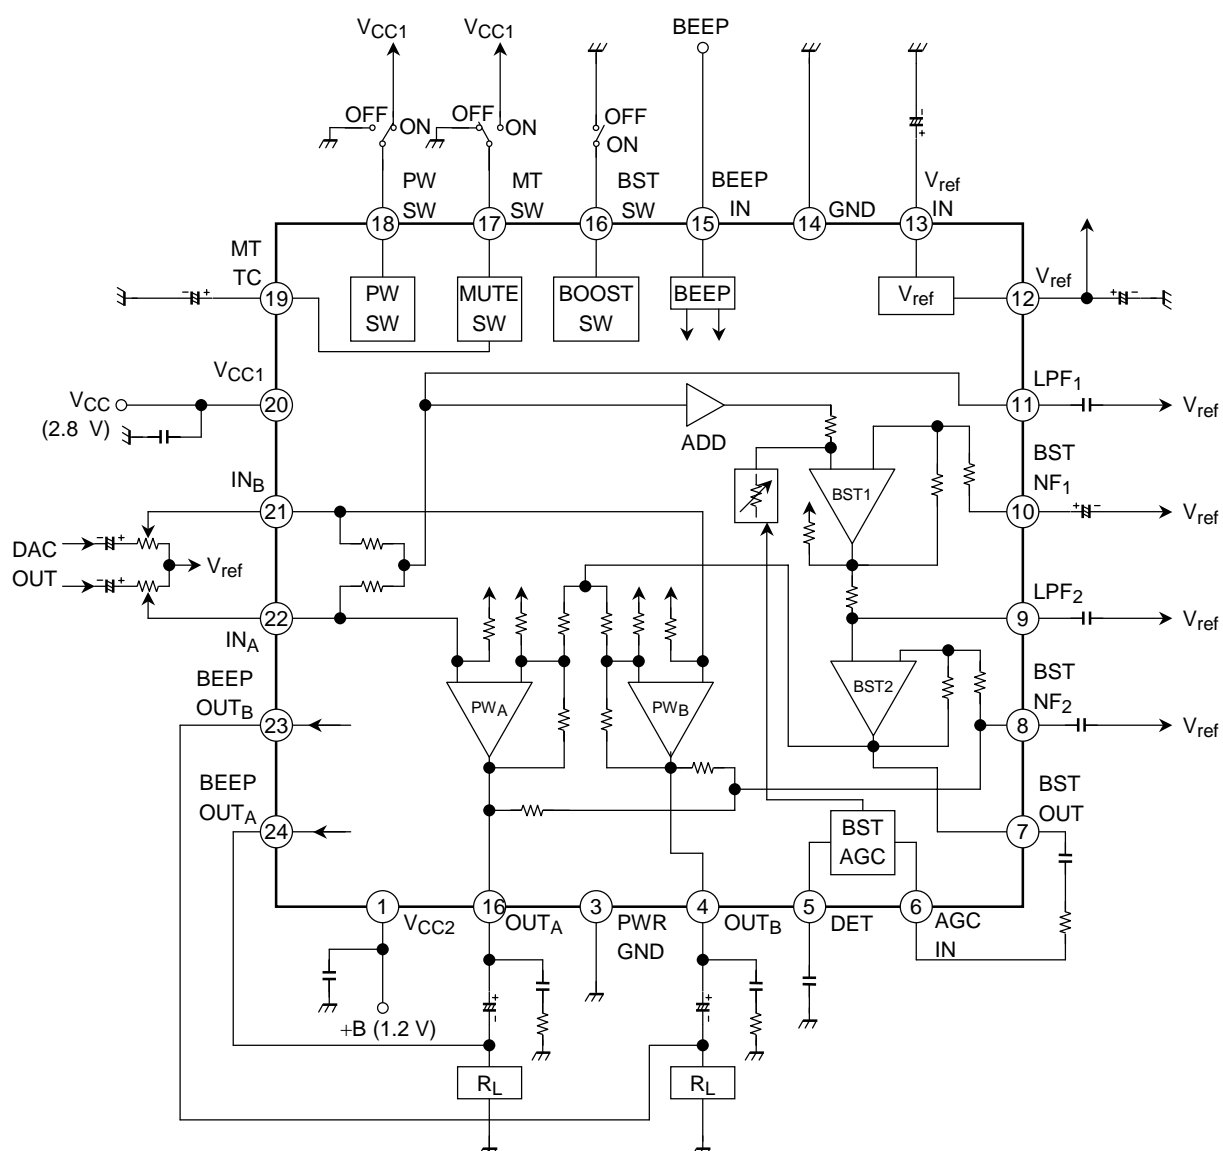 VCC1
VCC1
BEEP
OFF
ON
OFF
ON
OFF
ON
PW
SW
MT
SW
BST
SW
BEEP
IN
GND
Vref
IN
18
17
16
15
14
13
MT
TC
19
PW
SW
MUTE
SW
BOOST
SW
BEEP
Vref
12
Vref
VCC1
VCC
(2.8 V)
20
ADD
LPF1
11
Vref
INB
21
BST1
BST
NF1
10
Vref
DAC
OUT
Vref
22
INA
LPF2
9
Vref
BEEP
OUTB
23
PWA
PWB
BST2
BST
NF2
8
Vref
BEEP
OUTA
24
BST
AGC
BST
OUT
7
1
VCC2
16
OUTA
3
PWR
GND
4
OUTB
5
DET
6
AGC
IN
+B (1.2 V)
RL
RL